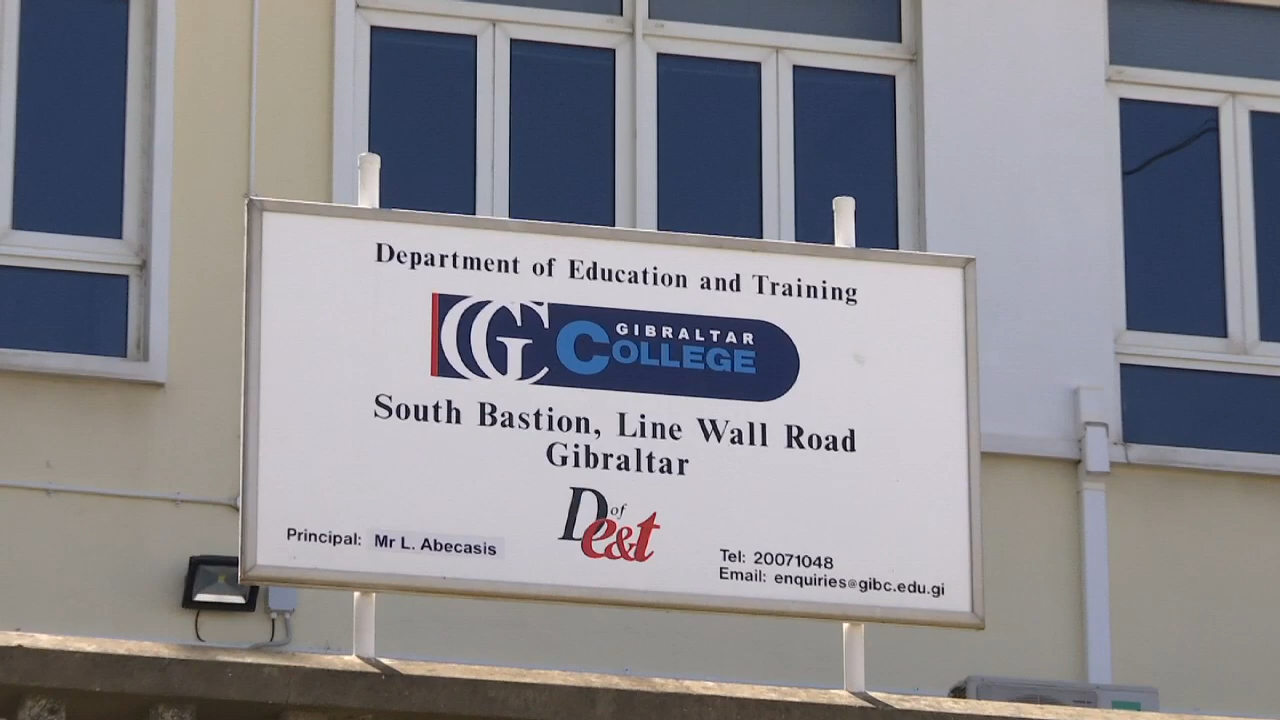 Department of Education and Training
GC GIBRALTAR
COLLEGE
South Bastion, Line Wall Road
Gibraltar
D of e&t
Principal: Mr L. Abecasis
Tel: 20071048
Email: enquiries@gibc.edu.gi